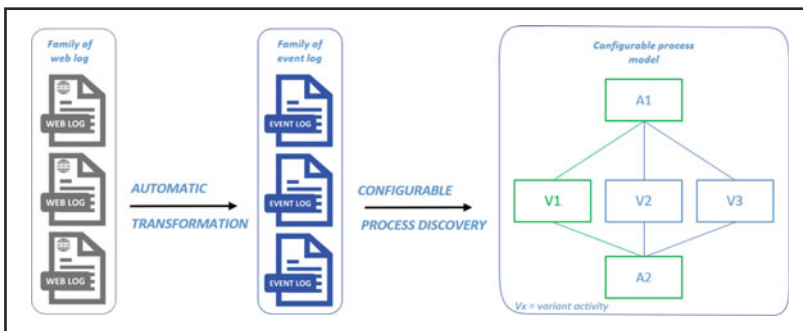 Family of
web log
WEB LOG
WEB LOG
WEB LOG
AUTOMATIC
TRANSFORMATION
Family of
event log
EVENT LOG
EVENT LOG
EVENT LOG
CONFIGURABLE
PROCESS DISCOVERY
Configurable process
model
A1
V1 V2 V3
A2
Vx = variant activity